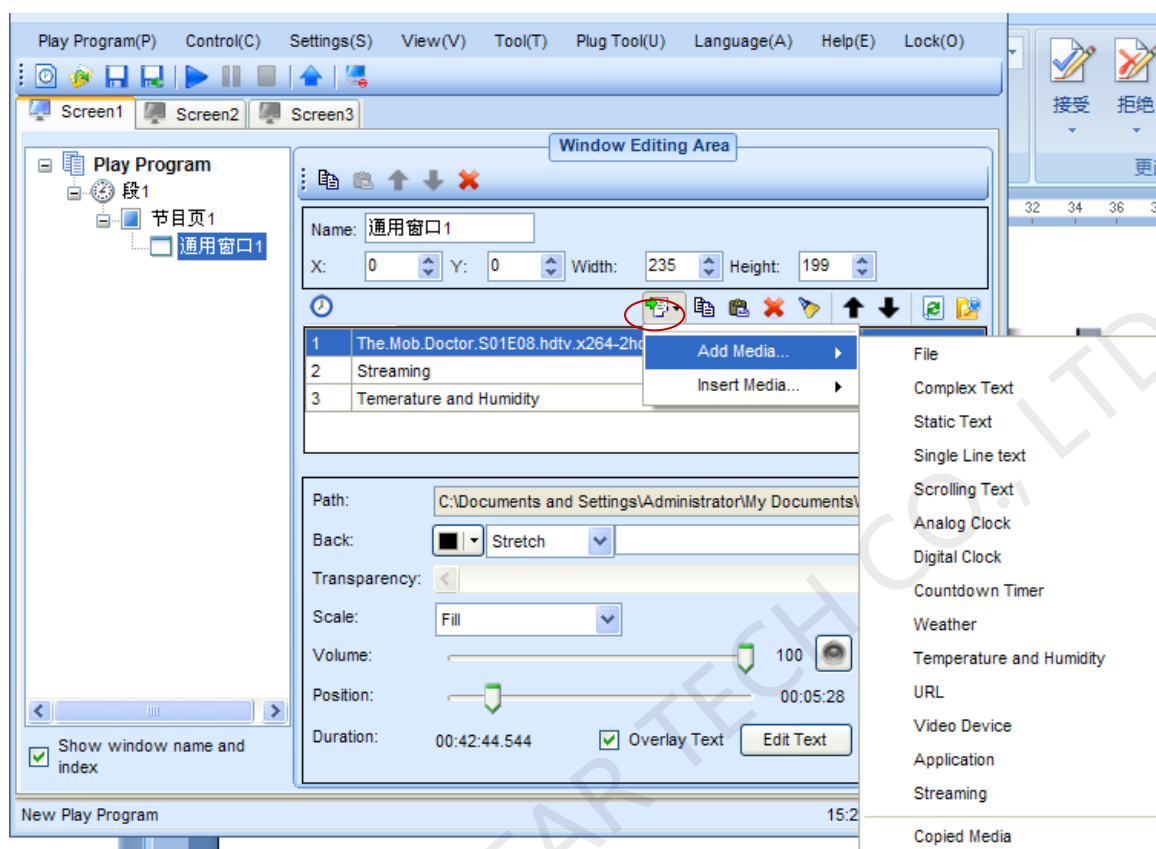 Play Program(P) Control(C) Settings(S) View(V) Tool(T) Plug Tool(U) Language(A) Help(E) Lock(O)
接受 拒绝
Screen1 Screen2 Screen3
Window Editing Area
Play Program
段1
节目页1
通用窗口1
Name: 通用窗口1
32 34 36
X: 0 Y: 0 Width: 235 Height: 199
1 The.Mob.Doctor.S01E08.hdtv.x264-2hd
2 Streaming
3 Temerature and Humidity
Add Media...
Insert Media...
File
Complex Text
Static Text
Single Line text
Scrolling Text
Analog Clock
Digital Clock
Countdown Timer
Weather
Temperature and Humidity
URL
Video Device
Application
Streaming
Copied Media
Path: C:\Documents and Settings\Administrator\My Documents\
Back: Stretch
Transparency:
Scale: Fill
Volume: 100
Position: 00:05:28
Duration: 00:42:44.544 Overlay Text Edit Text
Show window name and
index
New Play Program 15:2
TAR TECH CO., LTD